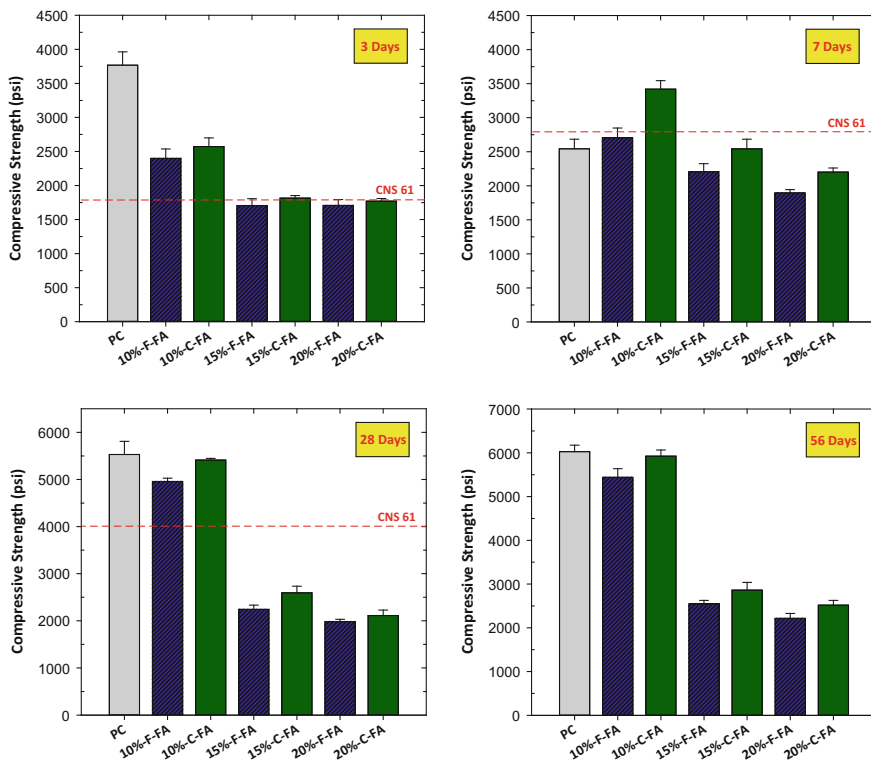 3 Days
Compressive Strength (psi)
4500
4000
3500
3000
2500
2000
1500
1000
500
0
CNS 61
PC
10%-F-FA
10%-C-FA
15%-F-FA
15%-C-FA
20%-F-FA
20%-C-FA
7 Days
Compressive Strength (psi)
4500
4000
3500
3000
2500
2000
1500
1000
500
0
CNS 61
PC
10%-F-FA
10%-C-FA
15%-F-FA
15%-C-FA
20%-F-FA
20%-C-FA
28 Days
Compressive Strength (psi)
6000
5000
4000
3000
2000
1000
0
CNS 61
PC
10%-F-FA
10%-C-FA
15%-F-FA
15%-C-FA
20%-F-FA
20%-C-FA
56 Days
Compressive Strength (psi)
7000
6000
5000
4000
3000
2000
1000
0
PC
10%-F-FA
10%-C-FA
15%-F-FA
15%-C-FA
20%-F-FA
20%-C-FA